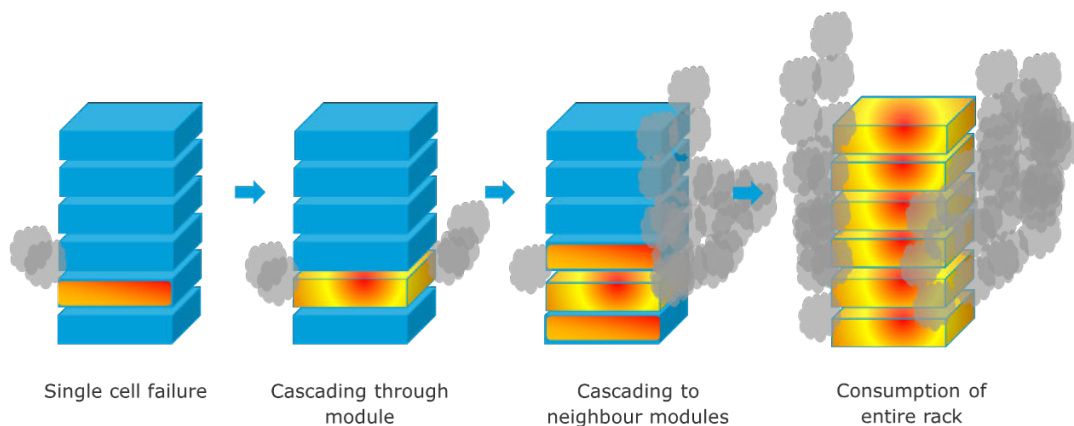 Single cell failure
Cascading through
module
Cascading to
neighbour modules
Consumption of
entire rack